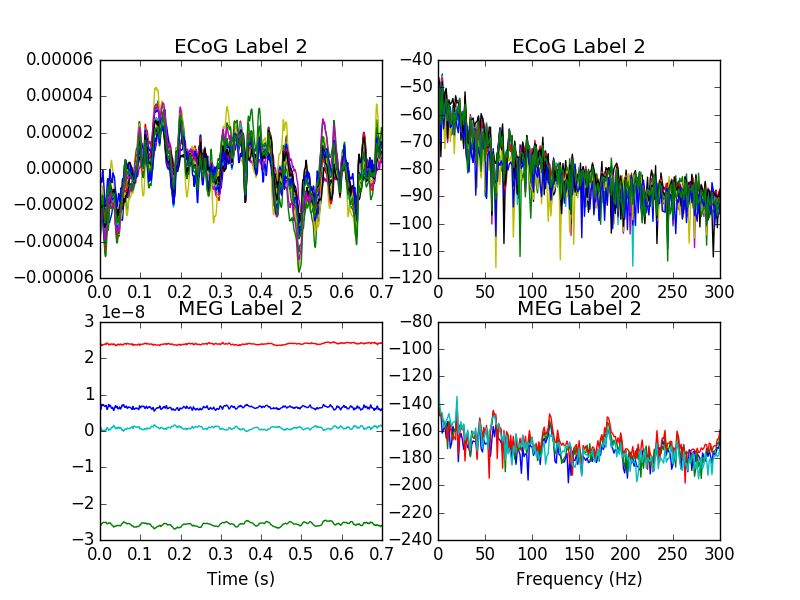 ECoG Label 2
0.00006
0.00004
0.00002
0.00000
−0.00002
−0.00004
−0.00006
0.0 0.1 0.2 0.3 0.4 0.5 0.6 0.7
ECoG Label 2
−40
−50
−60
−70
−80
−90
−100
−110
−120
0 50 100 150 200 250 300
MEG Label 2
1e−8
3
2
1
0
−1
−2
−3
0.0 0.1 0.2 0.3 0.4 0.5 0.6 0.7
Time (s)
MEG Label 2
−80
−100
−120
−140
−160
−180
−200
−220
−240
0 50 100 150 200 250 300
Frequency (Hz)